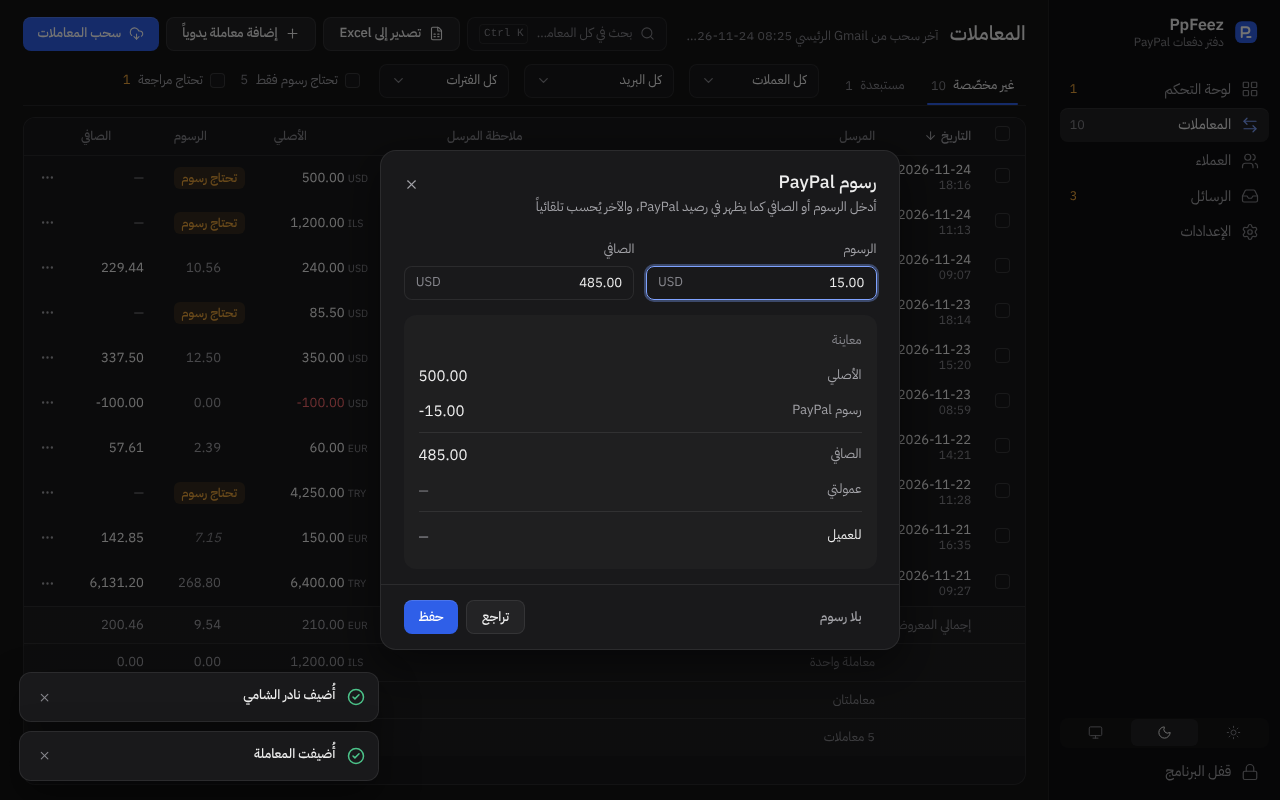 PpFeez
دفتر دفعات PayPal
لوحة التحكم 1
المعاملات 10
العملاء
الرسائل 3
الإعدادات
قفل البرنامج
المعاملات
آخر سحب من Gmail الرئيسي 08:25 24-11-26...
بحث في كل المعام... Ctrl K
تصدير إلى Excel
إضافة معاملة يدوياً
سحب المعاملات
غير مخصّصة 10
مستبعدة 1
كل العملات
كل البريد
كل الفترات
تحتاج رسوم فقط 5
تحتاج مراجعة 1
التاريخ المرسل ملاحظة المرسل الأصلي الرسوم الصافي
2026-11-24 18:16 500.00 USD تحتاج رسوم —
2026-11-24 11:13 1,200.00 ILS تحتاج رسوم —
2026-11-24 09:07 240.00 USD 10.56 229.44
2026-11-23 18:14 85.50 USD تحتاج رسوم —
2026-11-23 15:20 350.00 USD 12.50 337.50
2026-11-23 08:59 -100.00 USD 0.00 -100.00
2026-11-22 14:21 60.00 EUR 2.39 57.61
2026-11-22 11:28 4,250.00 TRY تحتاج رسوم —
2026-11-21 16:35 150.00 EUR 7.15 142.85
2026-11-21 09:27 6,400.00 TRY 268.80 6,131.20
إجمالي المعروض 210.00 EUR 9.54 200.46
معاملة واحدة 1,200.00 ILS 0.00 0.00
معاملتان
5 معاملات
رسوم PayPal
أدخل الرسوم أو الصافي كما يظهر في رصيد PayPal، والآخر يُحسب تلقائياً
الرسوم
15.00 USD
الصافي
485.00 USD
معاينة
الأصلي 500.00
رسوم PayPal -15.00
الصافي 485.00
عمولتي —
للعميل —
بلا رسوم
تراجع
حفظ
أُضيف نادر الشامي
أُضيفت المعاملة